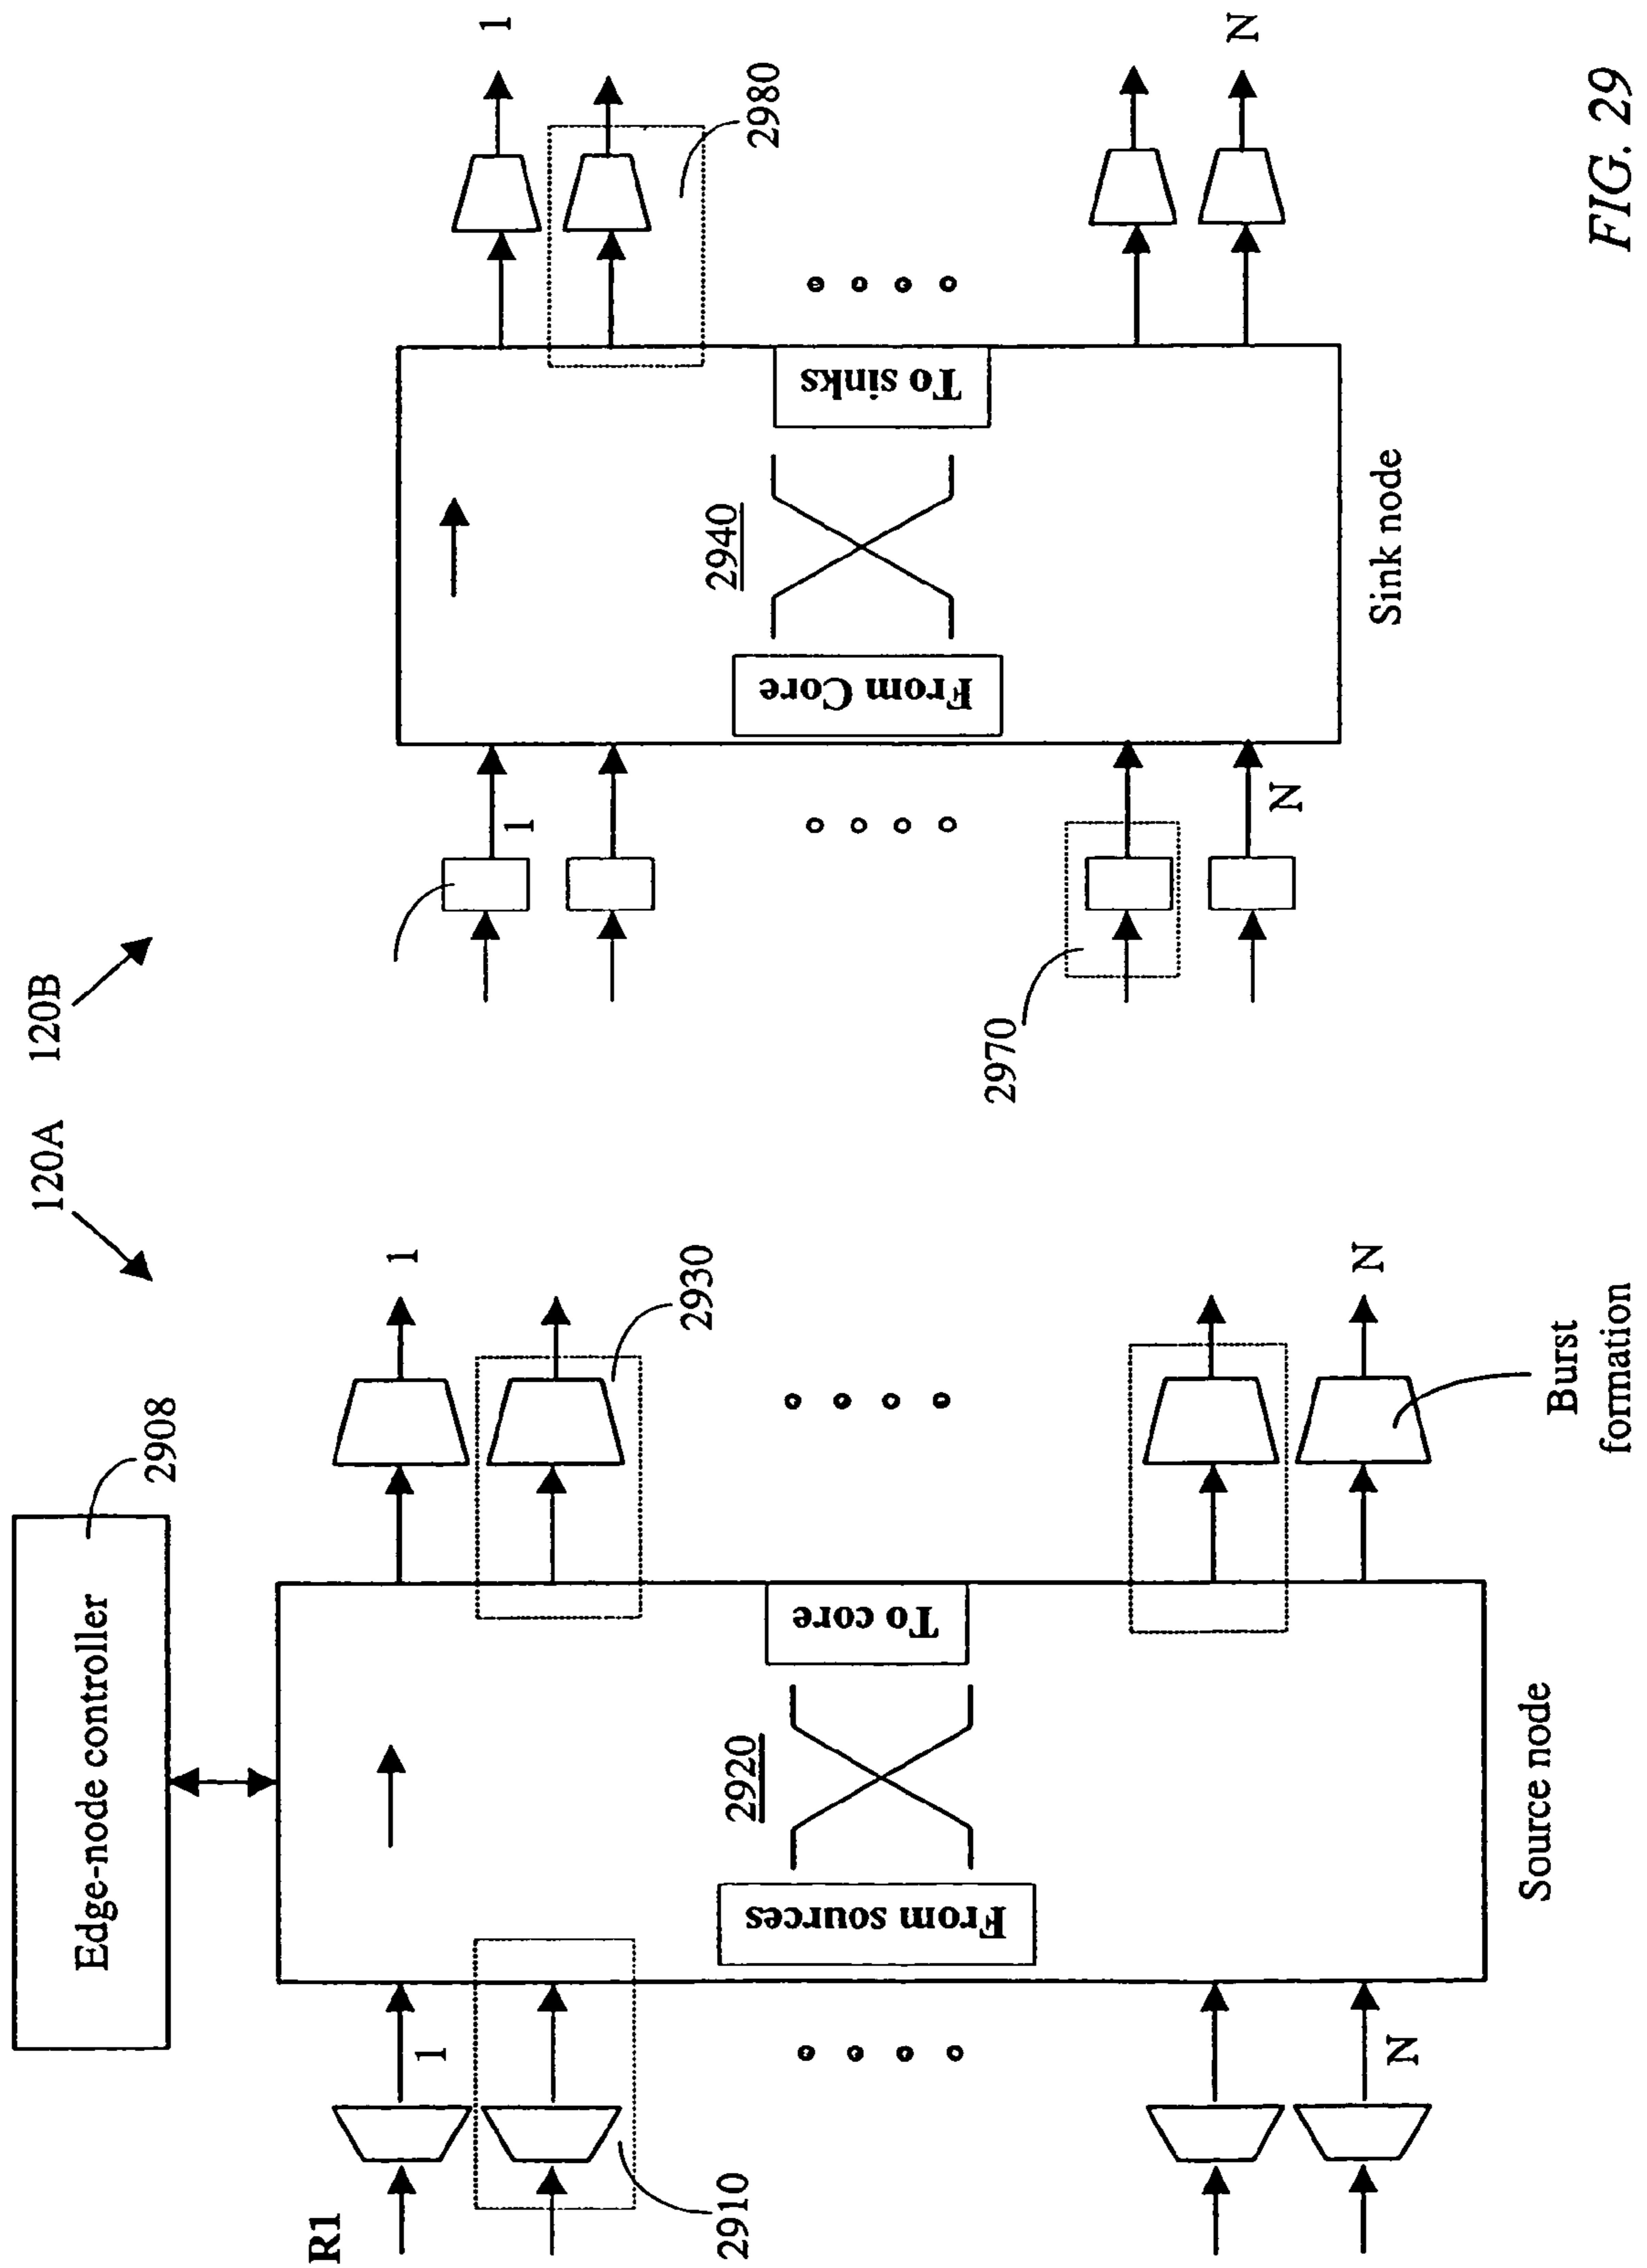 120A
120B
Edge-node controller
2908
R1
1
1
2910
2930
From sources
2920
To core
N
N
Source node
Burst
formation
1
1
2980
From Core
2940
To sinks
2970
N
N
Sink node
FIG. 29